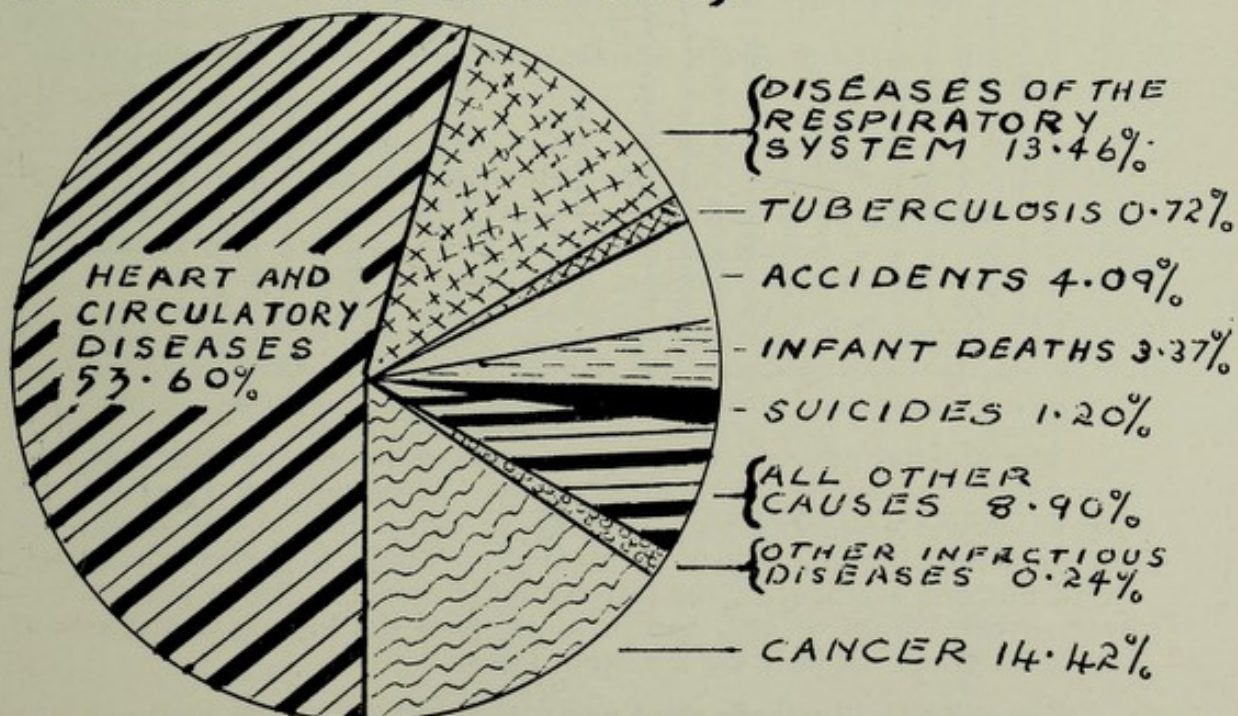 DISEASES OF THE
RESPIRATORY
SYSTEM 13.46%
TUBERCULOSIS 0.72%
ACCIDENTS 4.09%
HEART AND
CIRCULATORY
DISEASES
53.60%
INFANT DEATHS 3.37%
SUICIDES 1.20%
ALL OTHER
CAUSES 8.90%
OTHER INFECTIOUS
DISEASES 0.24%
CANCER 14.42%